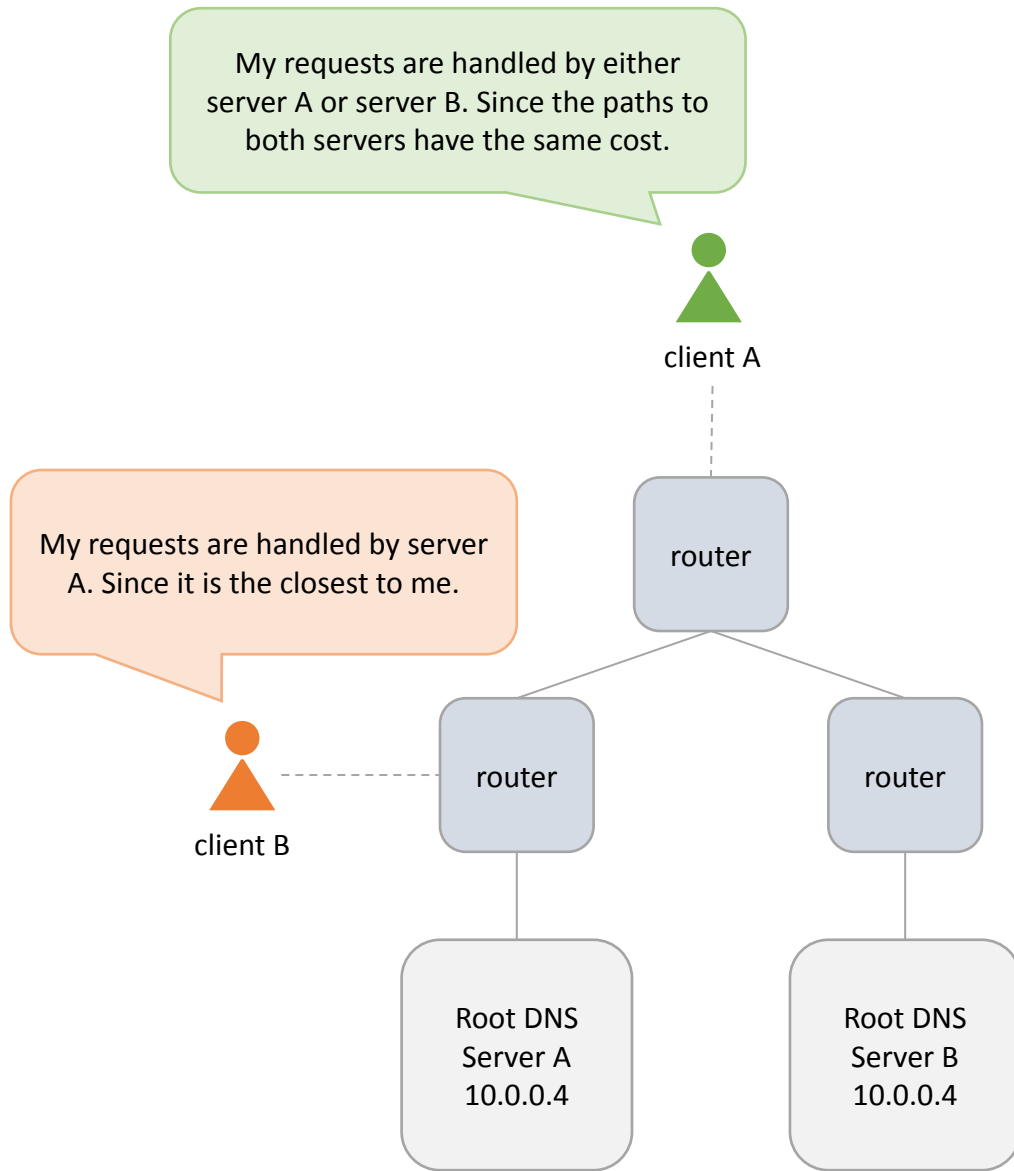 My requests are handled by either
server A or server B. Since the paths to
both servers have the same cost.
client A
router
My requests are handled by server
A. Since it is the closest to me.
client B
router
router
Root DNS
Server A
10.0.0.4
Root DNS
Server B
10.0.0.4